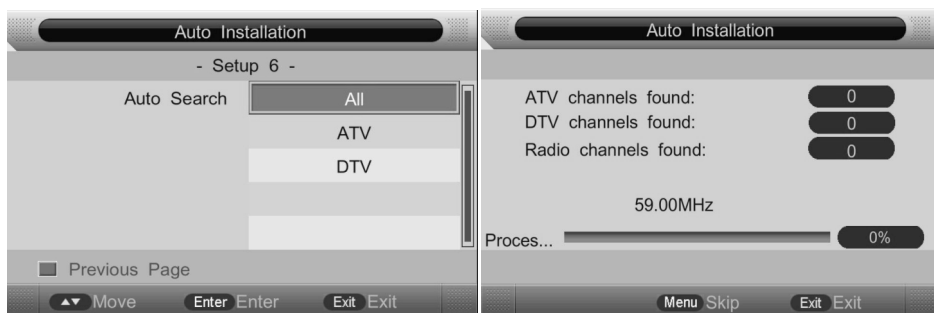 Auto Installation
- Setup 6 -
Auto Search All
ATV
DTV
Previous Page
▲▼ Move Enter Enter Exit Exit
Auto Installation
ATV channels found: 0
DTV channels found: 0
Radio channels found: 0
59.00MHz
Proces... 0%
Menu Skip Exit Exit